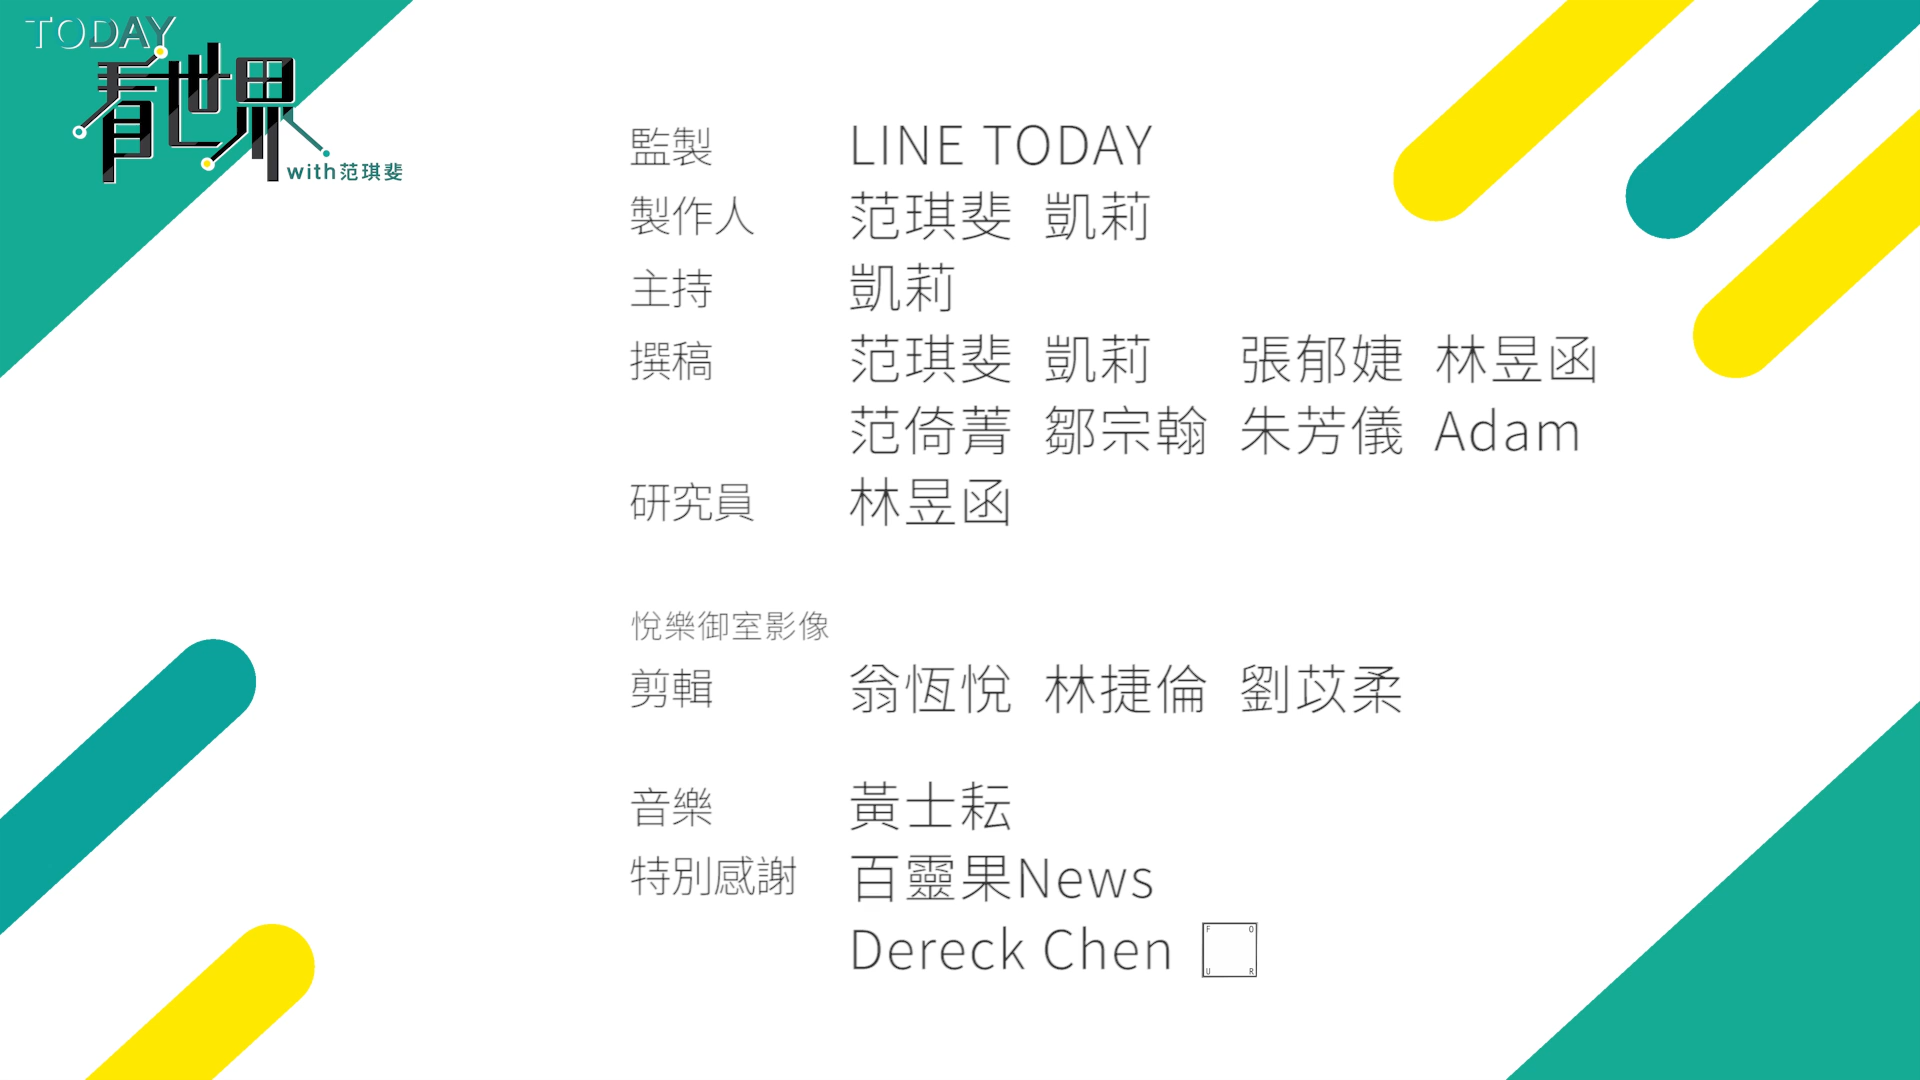 TODAY
看世界
with范琪斐
監製 LINE TODAY
製作人 范琪斐 凱莉
主持 凱莉
撰稿 范琪斐 凱莉 張郁婕 林昱函
范倚菁 鄒宗翰 朱芳儀 Adam
研究員 林昱函
悅樂御室影像
剪輯 翁恆悅 林捷倫 劉苡柔
音樂 黃士耘
特別感謝 百靈果News
Dereck Chen FOUR